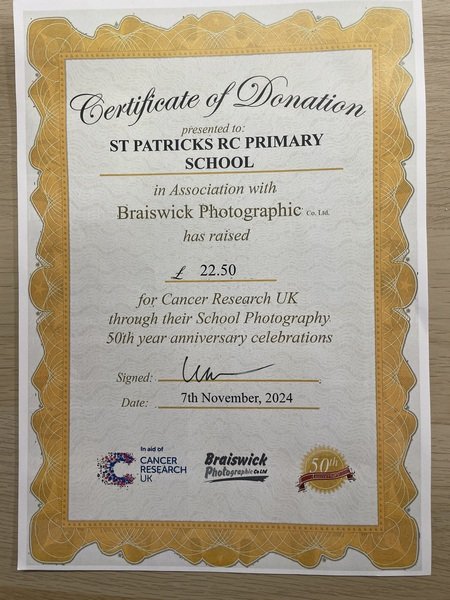 Certificate of Donation
presented to:
ST PATRICKS RC PRIMARY
SCHOOL
in Association with
Braiswick Photographic Co. Ltd.
has raised
£ 22.50
for Cancer Research UK
through their School Photography
50th year anniversary celebrations
Signed:
Date: 7th November, 2024
In aid of
CANCER
RESEARCH
UK
Braiswick
Photographic Co Ltd
50th